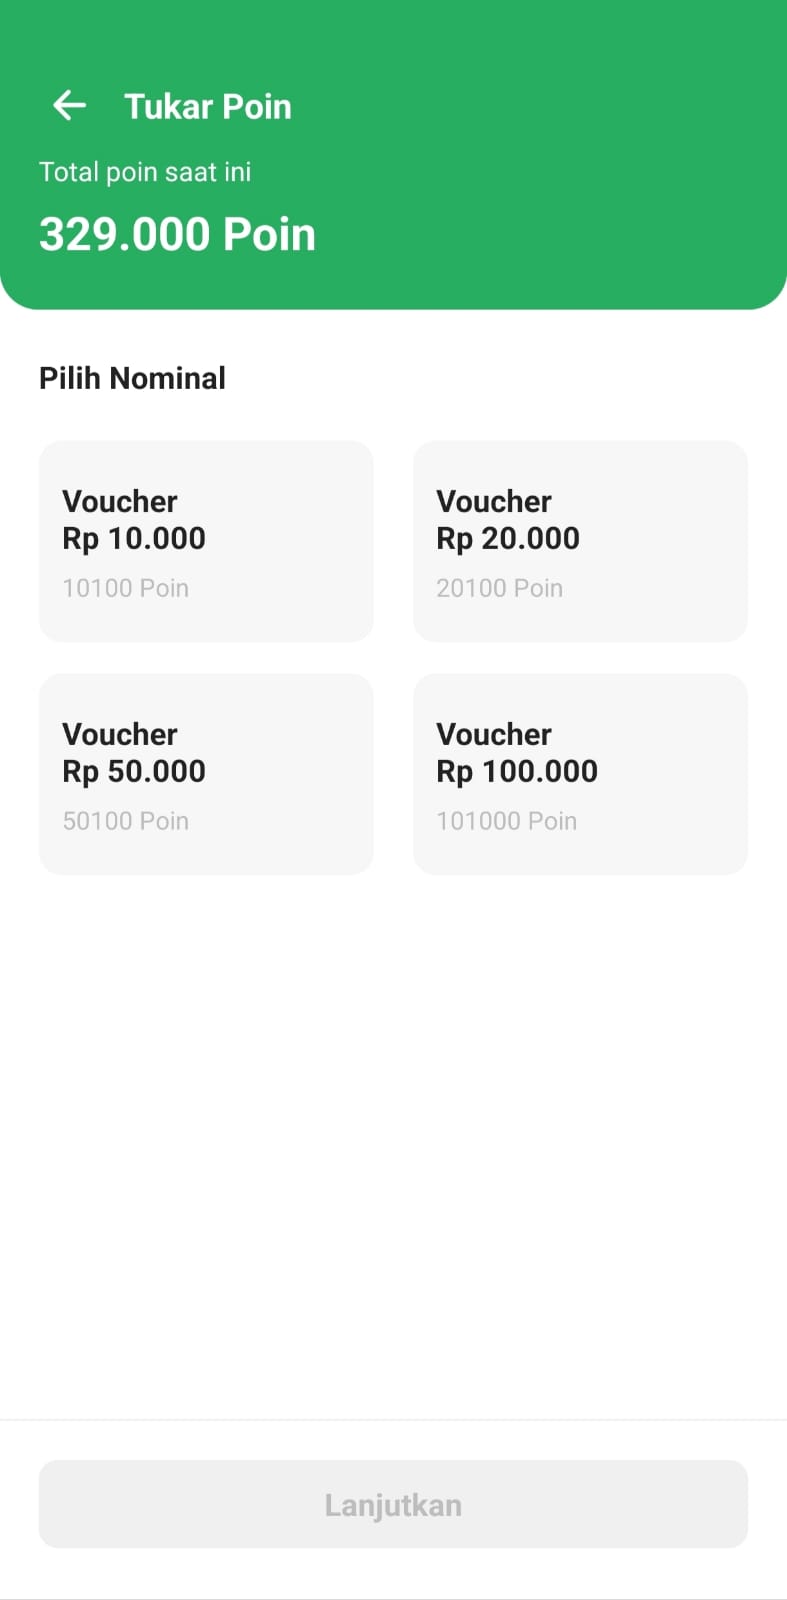 Tukar Poin
Total poin saat ini
329.000 Poin
Pilih Nominal
Voucher
Rp 10.000
10100 Poin
Voucher
Rp 20.000
20100 Poin
Voucher
Rp 50.000
50100 Poin
Voucher
Rp 100.000
101000 Poin
Lanjutkan